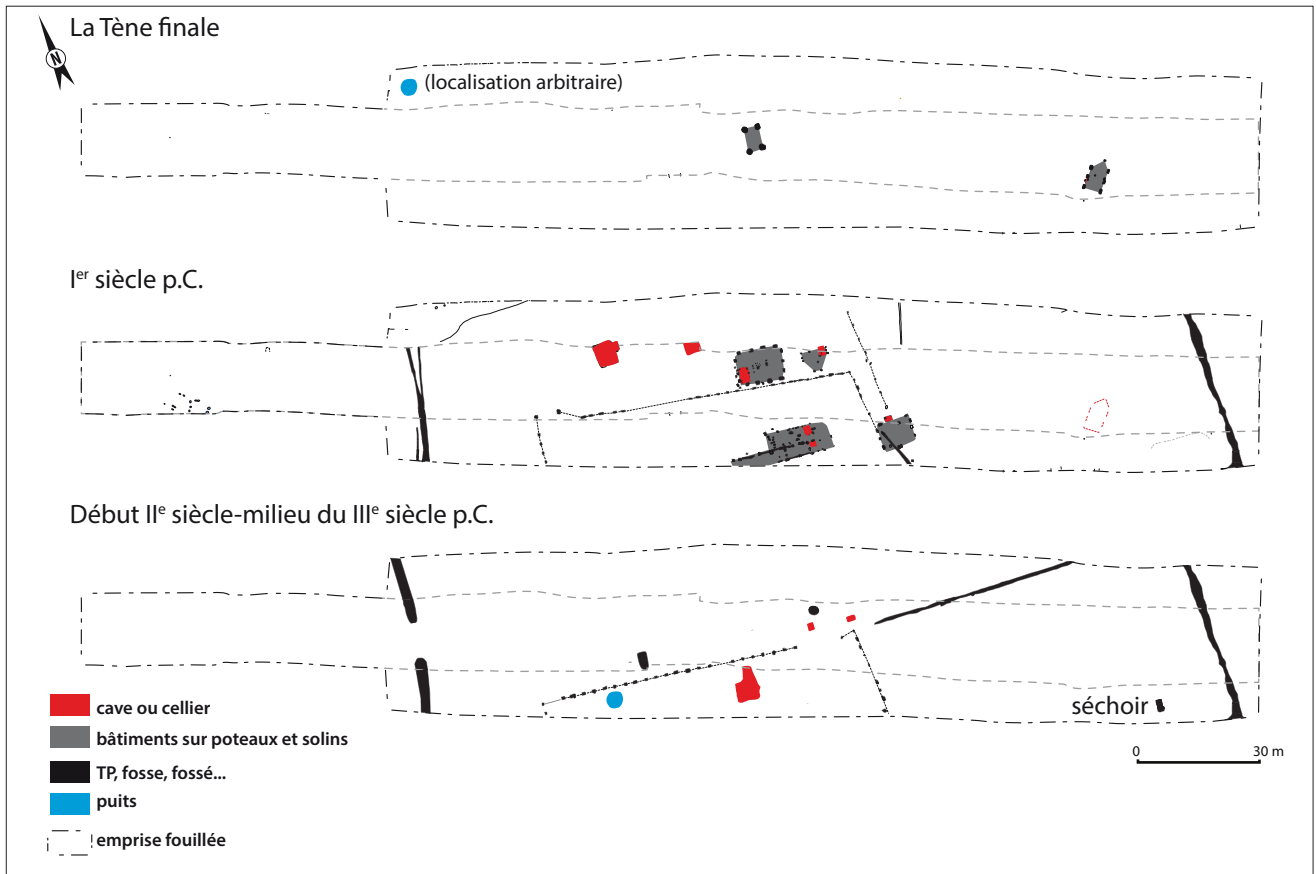 La Tène finale
N
(localisation arbitraire)
Ier siècle p.C.
Début IIe siècle-milieu du IIIe siècle p.C.
séchoir
0 30 m
cave ou cellier
bâtiments sur poteaux et solins
TP, fosse, fossé...
puits
emprise fouillée